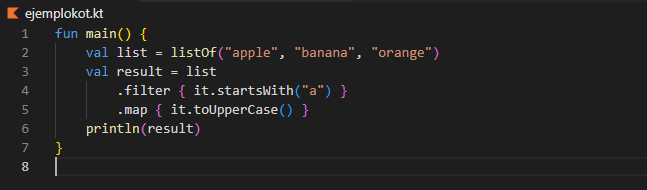 ejemplokot.kt
1 fun main() {
2     val list = listOf("apple", "banana", "orange")
3     val result = list
4         .filter { it.startsWith("a") }
5         .map { it.toUpperCase() }
6     println(result)
7 }
8